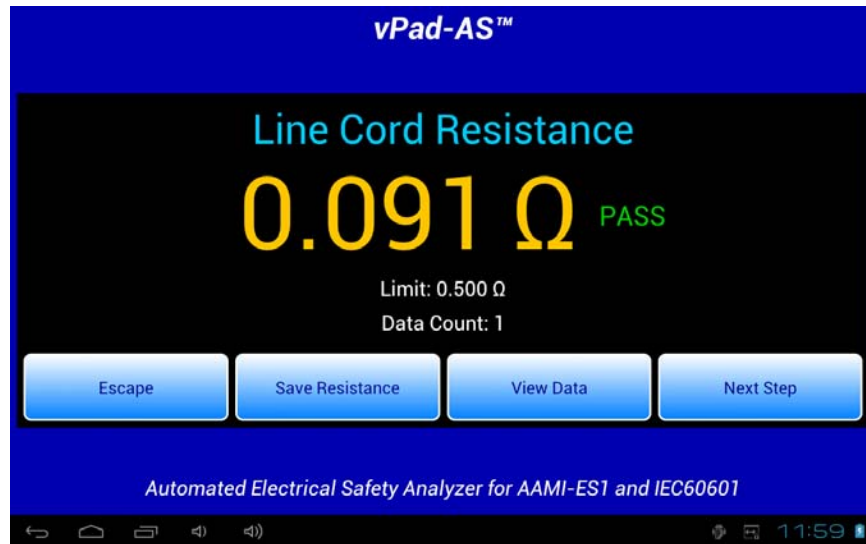 vPad-AS™
Line Cord Resistance
0.091 Ω PASS
Limit: 0.500 Ω
Data Count: 1
Escape Save Resistance View Data Next Step
Automated Electrical Safety Analyzer for AAMI-ES1 and IEC60601
11:59